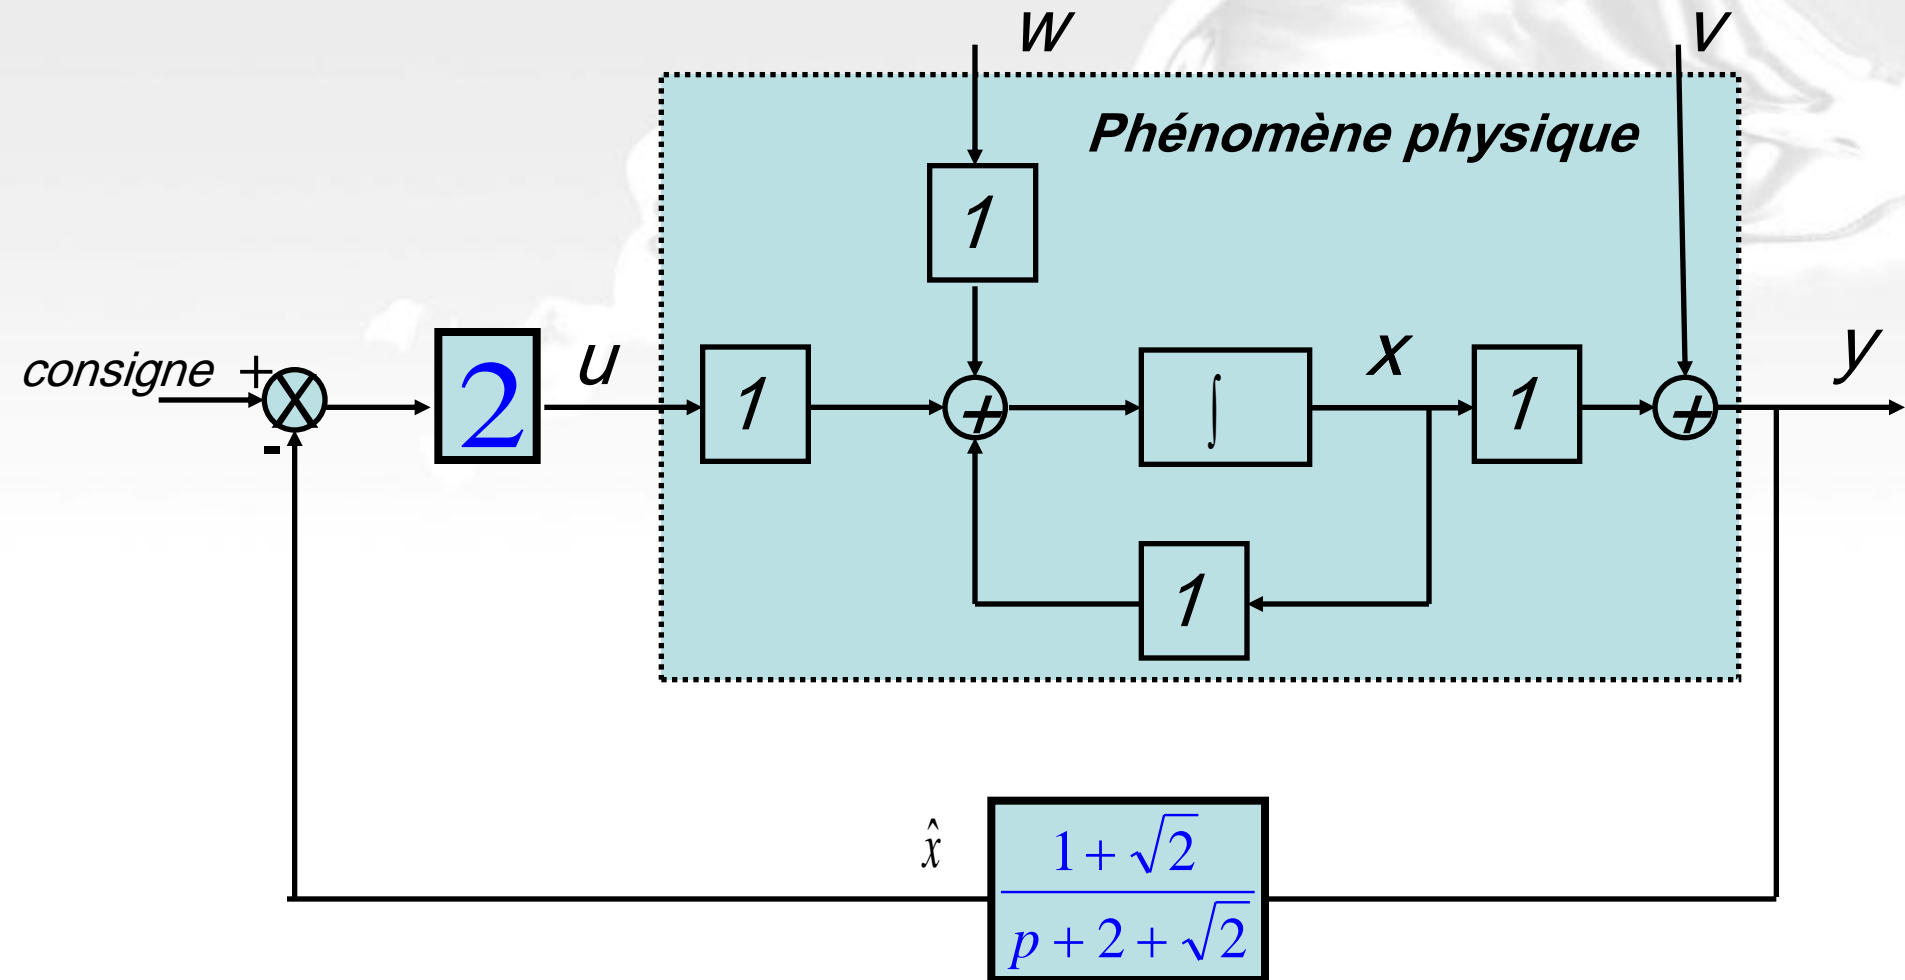 w
v
Phénomène physique
1
consigne
+
-
2
u
1
+
∫
x
1
+
y
1
x̂
1 + √2
p + 2 + √2